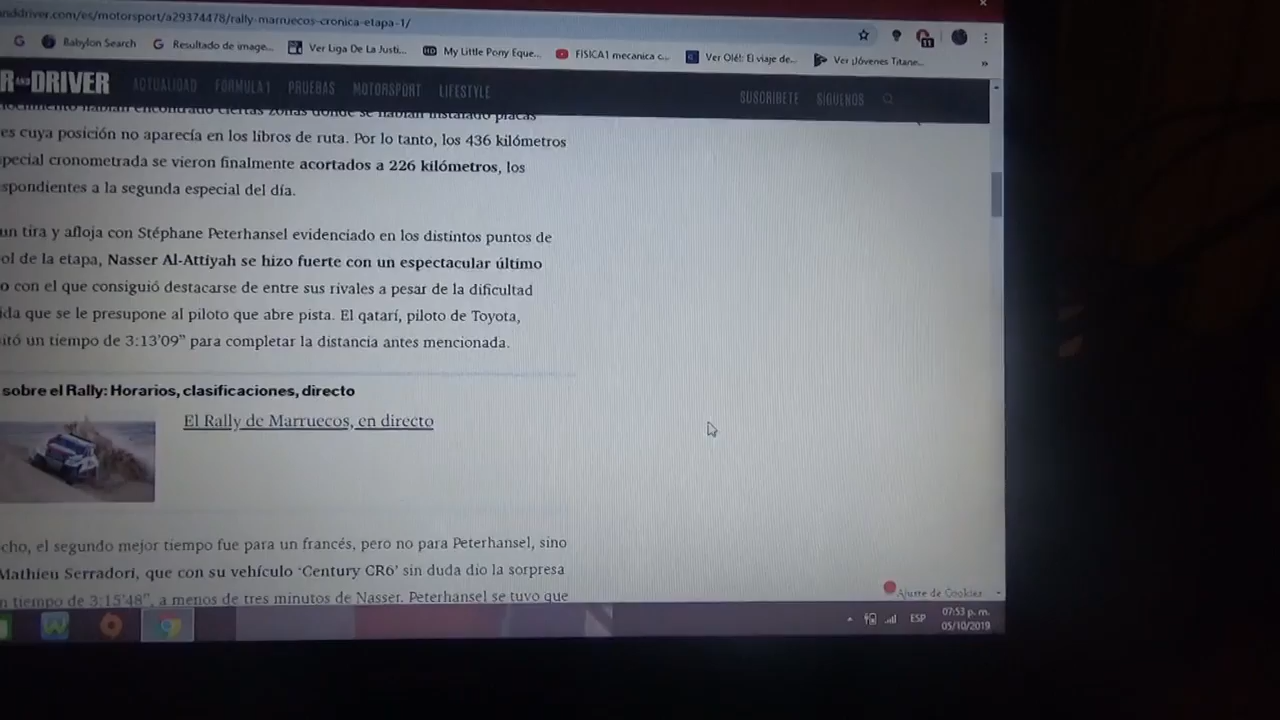 nddriver.com/es/motorsport/a29374478/rally-marruecos-cronica-etapa-1/
G Babylon Search G Resultado de image... Ver Liga De La Justi... HD My Little Pony Eque... FISICA1 mecanica c... Ver Olé!: El viaje de... Ver ¡Jóvenes Titane... »
R AND DRIVER ACTUALIDAD FORMULA 1 PRUEBAS MOTORSPORT LIFESTYLE SUSCRÍBETE SÍGUENOS
habían encontrado ciertas zonas donde se habían instalado placas
es cuya posición no aparecía en los libros de ruta. Por lo tanto, los 436 kilómetros
pecial cronometrada se vieron finalmente acortados a 226 kilómetros, los
spondientes a la segunda especial del día.
un tira y afloja con Stéphane Peterhansel evidenciado en los distintos puntos de
ol de la etapa, Nasser Al-Attiyah se hizo fuerte con un espectacular último
o con el que consiguió destacarse de entre sus rivales a pesar de la dificultad
ida que se le presupone al piloto que abre pista. El qatarí, piloto de Toyota,
itó un tiempo de 3:13'09" para completar la distancia antes mencionada.
sobre el Rally: Horarios, clasificaciones, directo
El Rally de Marruecos, en directo
cho, el segundo mejor tiempo fue para un francés, pero no para Peterhansel, sino
Mathieu Serradori, que con su vehículo 'Century CR6' sin duda dio la sorpresa
n tiempo de 3:15'48", a menos de tres minutos de Nasser. Peterhansel se tuvo que
Ajuste de Cookies
ESP 07:53 p. m.
05/10/2019